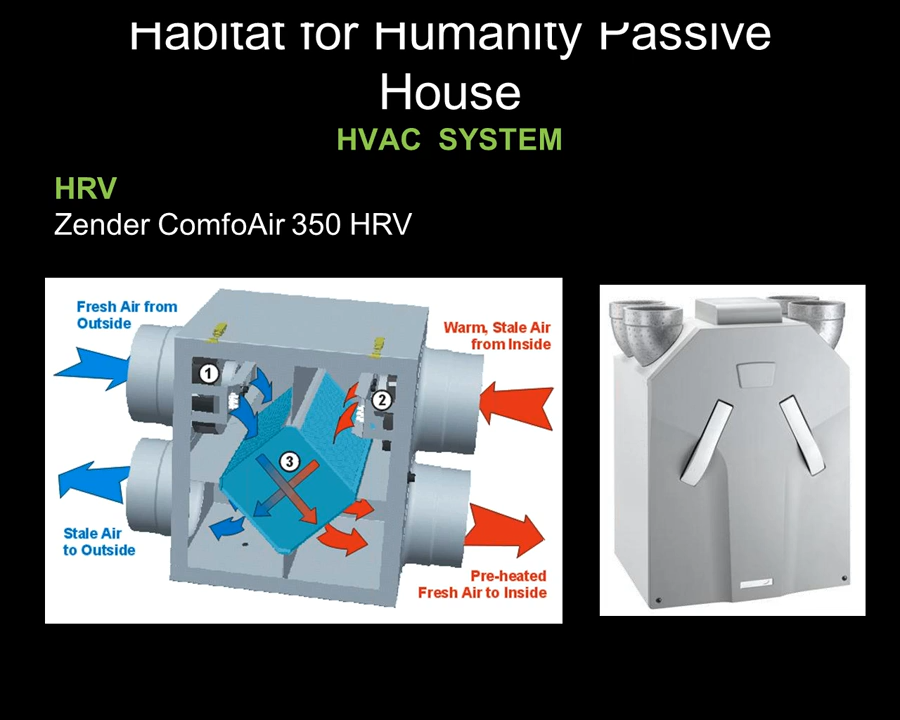 Habitat for Humanity Passive
House
HVAC SYSTEM
HRV
Zender ComfoAir 350 HRV
Fresh Air from
Outside
Warm, Stale Air
from Inside
1
2
3
Stale Air
to Outside
Pre-heated
Fresh Air to Inside